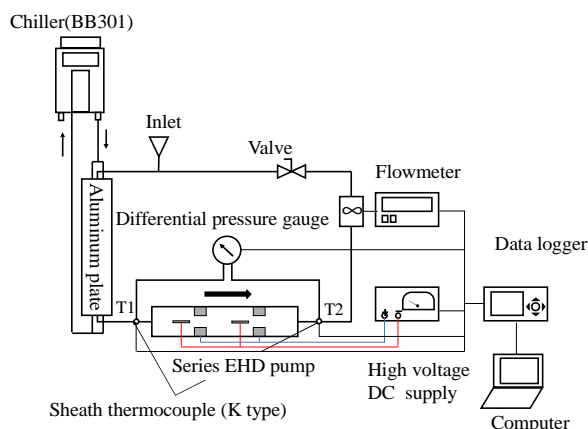 Chiller(BB301)
Inlet
Valve
Flowmeter
Aluminum plate
Differential pressure gauge
Data logger
T1
T2
Series EHD pump
High voltage
DC supply
Sheath thermocouple (K type)
Computer